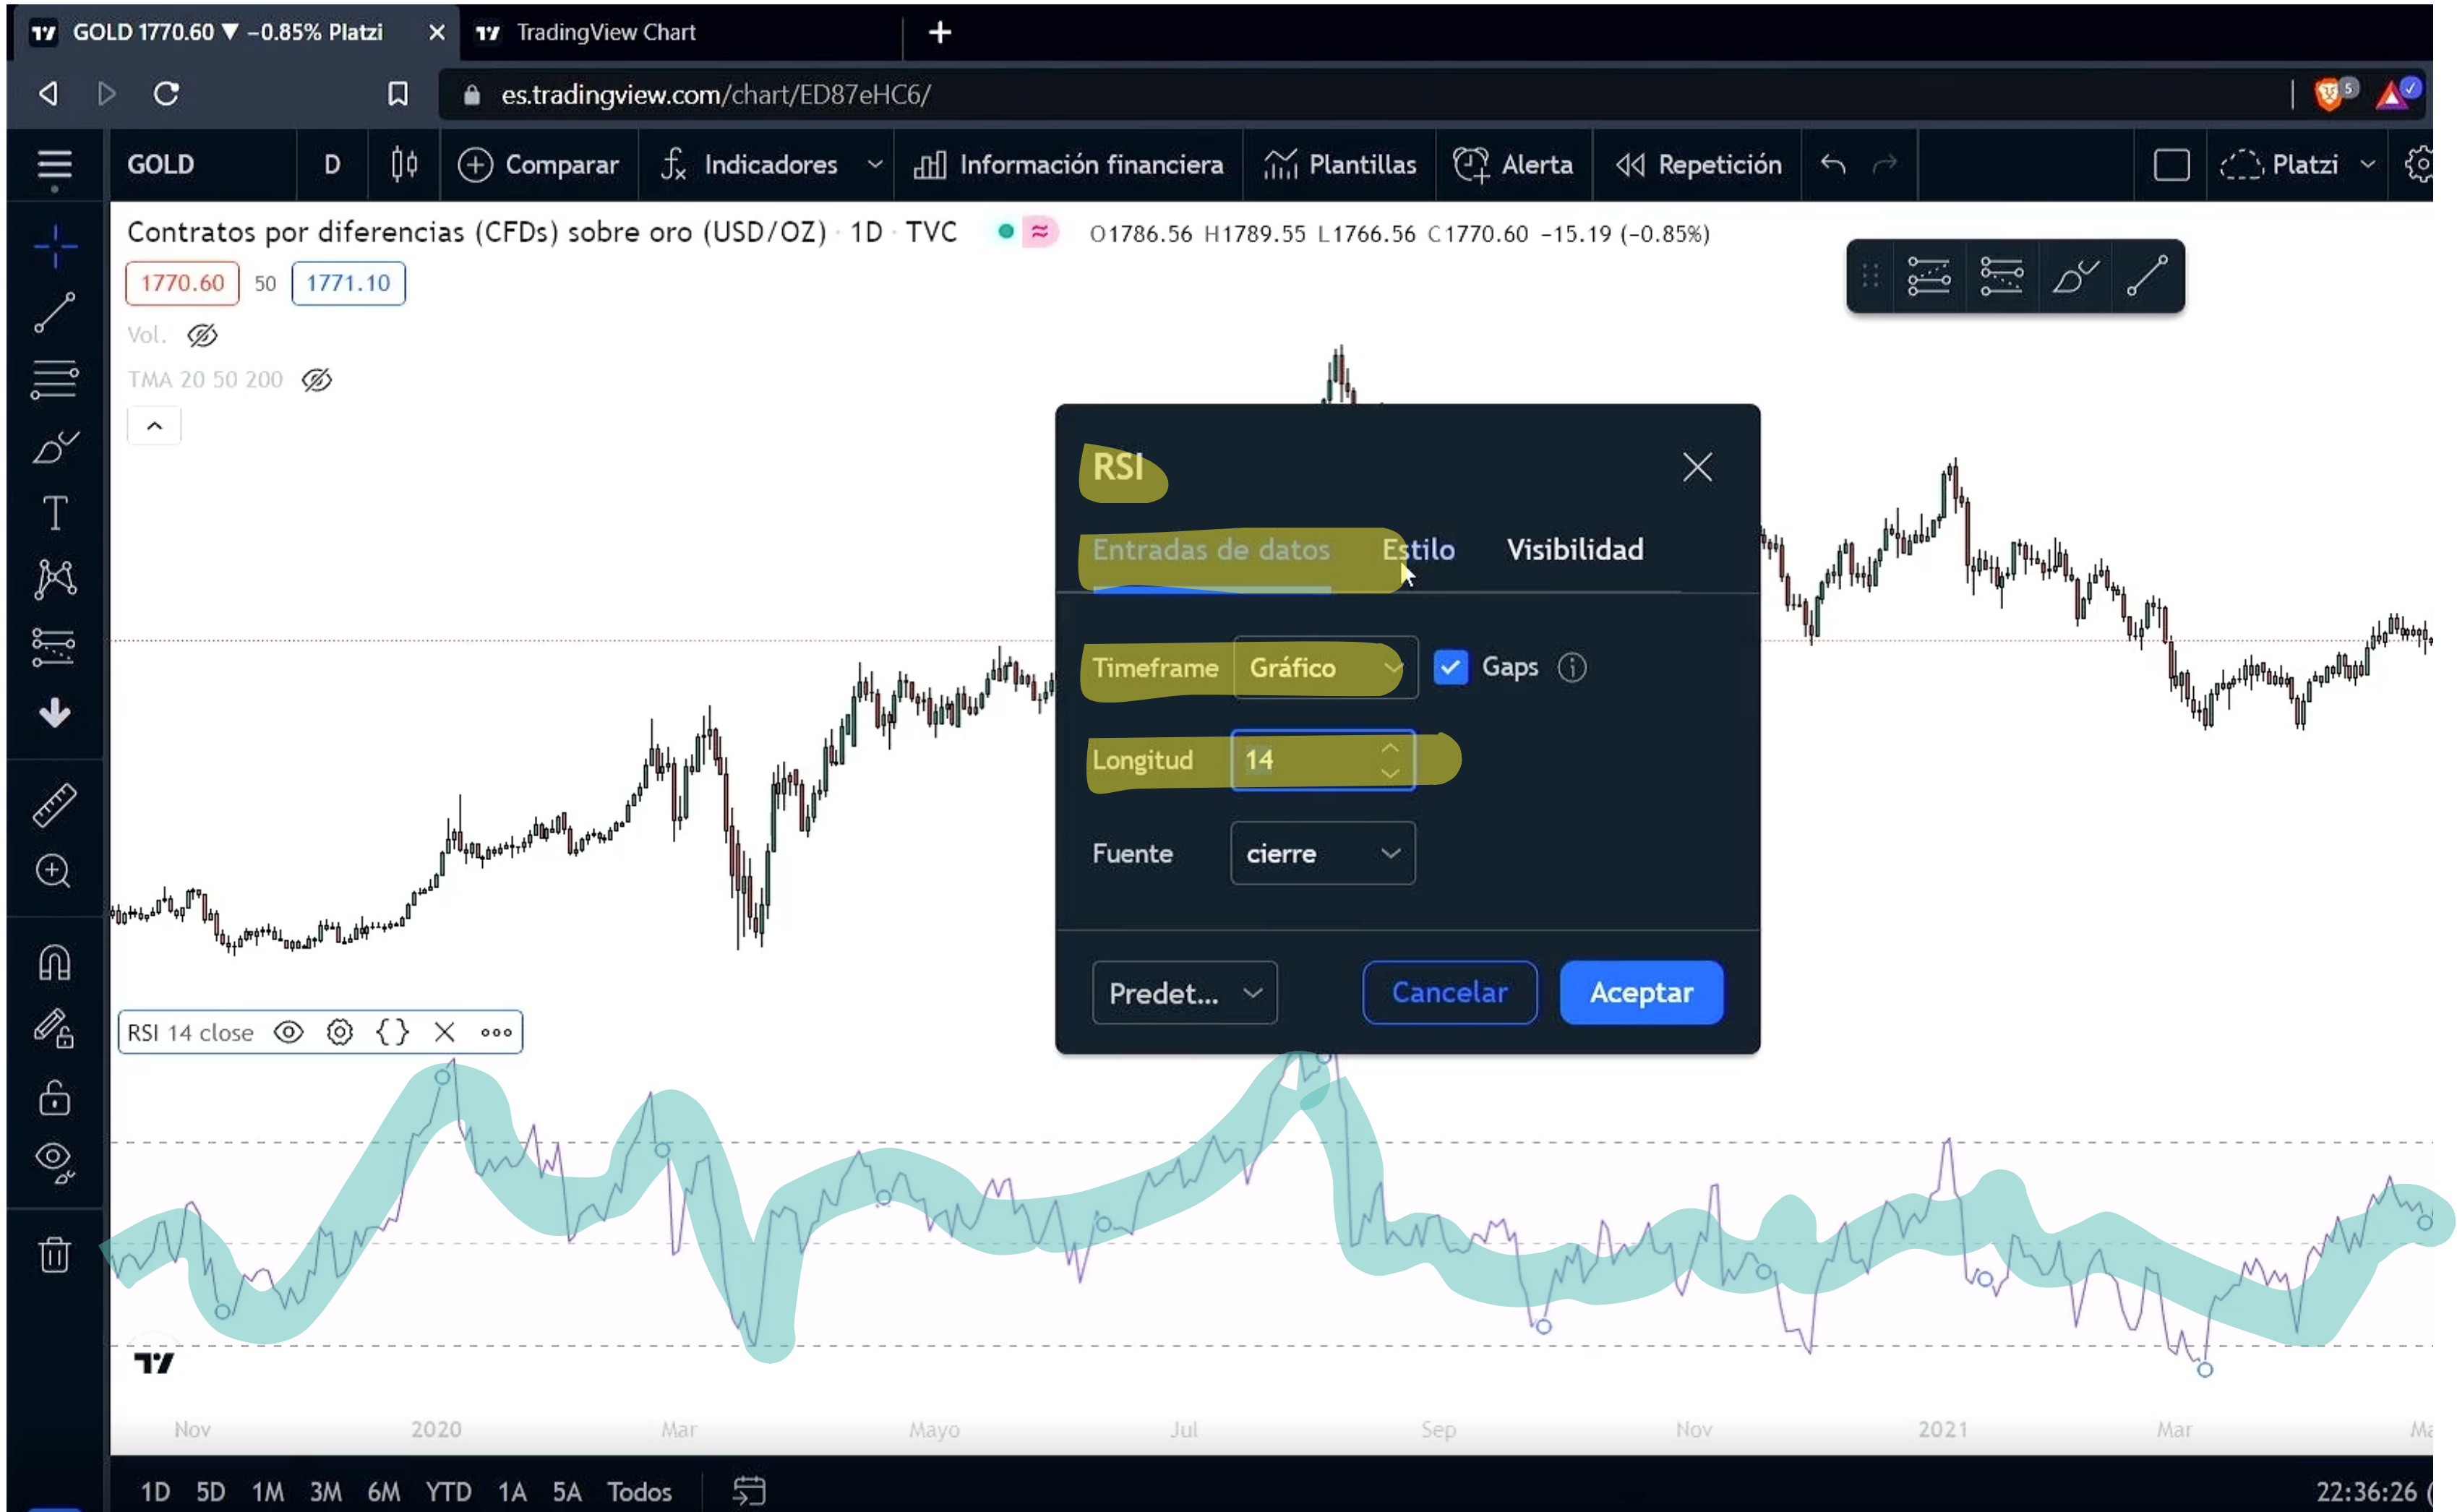 GOLD 1770.60 ▼ −0.85% Platzi
TradingView Chart
es.tradingview.com/chart/ED87eHC6/
5
GOLD D Comparar Indicadores Información financiera Plantillas Alerta Repetición Platzi
Contratos por diferencias (CFDs) sobre oro (USD/OZ) · 1D · TVC O1786.56 H1789.55 L1766.56 C1770.60 −15.19 (−0.85%)
1770.60 50 1771.10
Vol.
TMA 20 50 200
RSI
Entradas de datos Estilo Visibilidad
Timeframe Gráfico Gaps
Longitud 14
Fuente cierre
Predet... Cancelar Aceptar
RSI 14 close
Nov 2020 Mar Mayo Jul Sep Nov 2021 Mar
1D 5D 1M 3M 6M YTD 1A 5A Todos
22:36:26 (